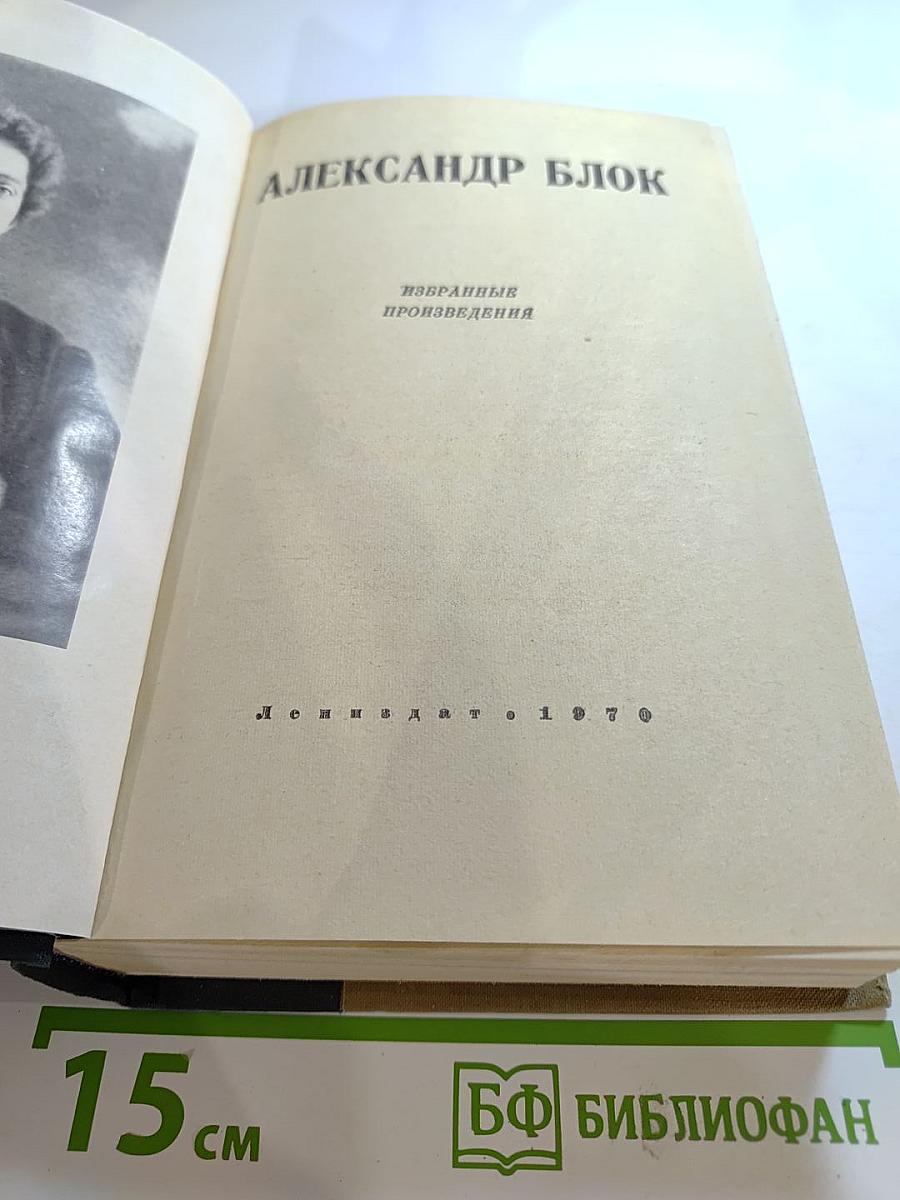 АЛЕКСАНДР БЛОК
ИЗБРАННЫЕ
ПРОИЗВЕДЕНИЯ
Лениздат • 1970
15 см
БФ БИБЛИОФАН